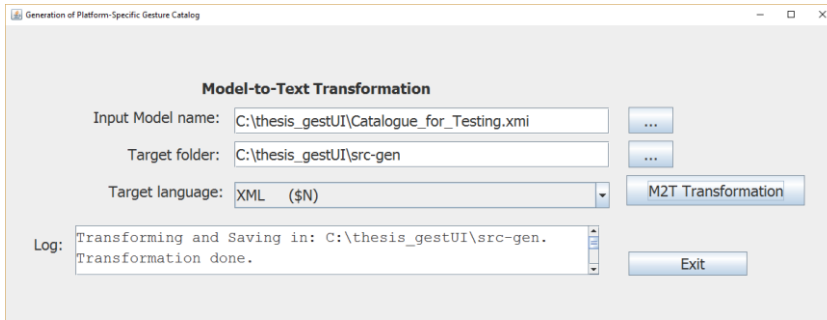 Generation of Platform-Specific Gesture Catalog
Model-to-Text Transformation
Input Model name: C:\thesis_gestUI\Catalogue_for_Testing.xmi ...
Target folder: C:\thesis_gestUI\src-gen ...
Target language: XML ($N) M2T Transformation
Log: Transforming and Saving in: C:\thesis_gestUI\src-gen.
Transformation done.
Exit